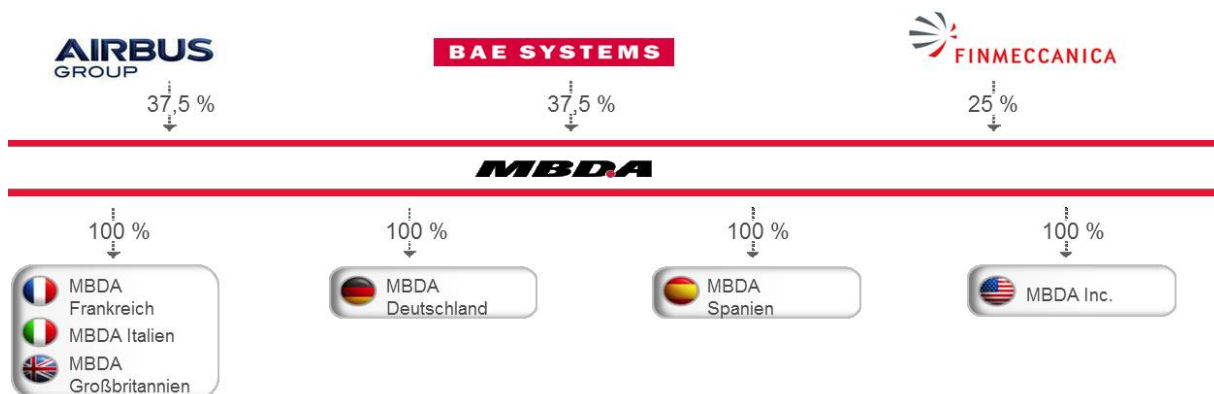 AIRBUS
GROUP
BAE SYSTEMS
FINMECCANICA
37,5 %
37,5 %
25 %
MBDA
100 %
100 %
100 %
100 %
MBDA
Frankreich
MBDA Italien
MBDA
Großbritannien
MBDA
Deutschland
MBDA
Spanien
MBDA Inc.